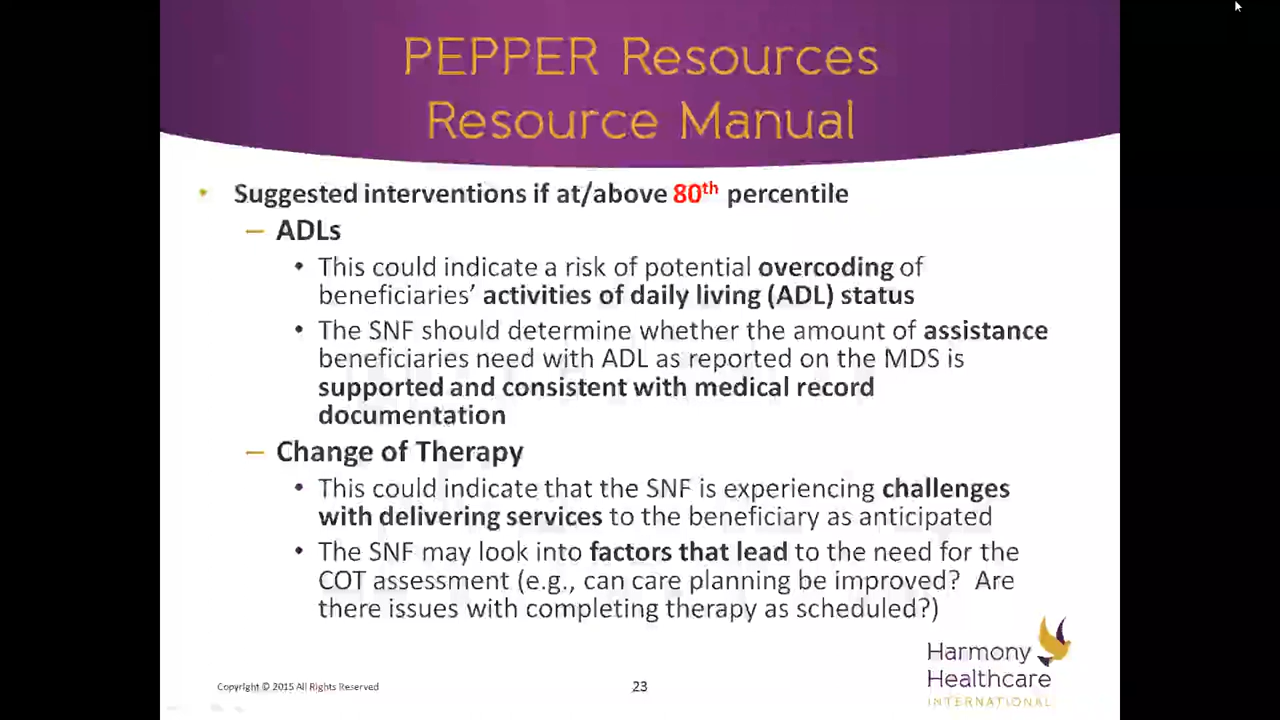 PEPPER Resources
Resource Manual
• Suggested interventions if at/above 80th percentile
– ADLs
• This could indicate a risk of potential overcoding of
beneficiaries' activities of daily living (ADL) status
• The SNF should determine whether the amount of assistance
beneficiaries need with ADL as reported on the MDS is
supported and consistent with medical record
documentation
– Change of Therapy
• This could indicate that the SNF is experiencing challenges
with delivering services to the beneficiary as anticipated
• The SNF may look into factors that lead to the need for the
COT assessment (e.g., can care planning be improved? Are
there issues with completing therapy as scheduled?)
Harmony
Healthcare
INTERNATIONAL
Copyright © 2015 All Rights Reserved
23